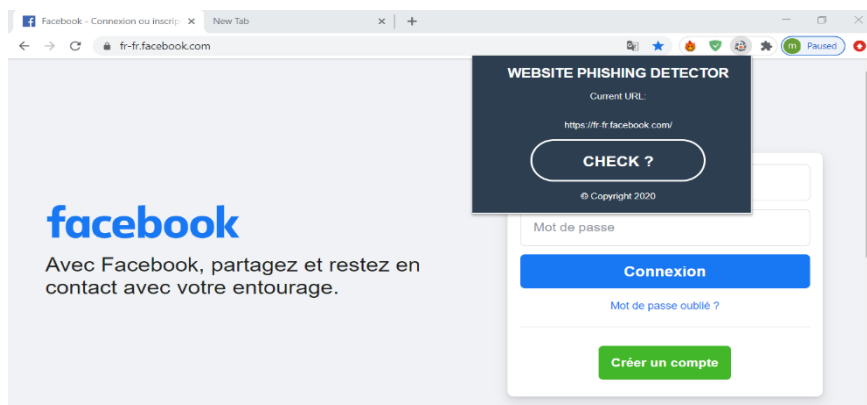 Facebook - Connexion ou inscrip
New Tab
fr-fr.facebook.com
m Paused
WEBSITE PHISHING DETECTOR
Current URL:
https://fr-fr.facebook.com/
CHECK ?
© Copyright 2020
facebook
Avec Facebook, partagez et restez en
contact avec votre entourage.
Mot de passe
Connexion
Mot de passe oublié ?
Créer un compte